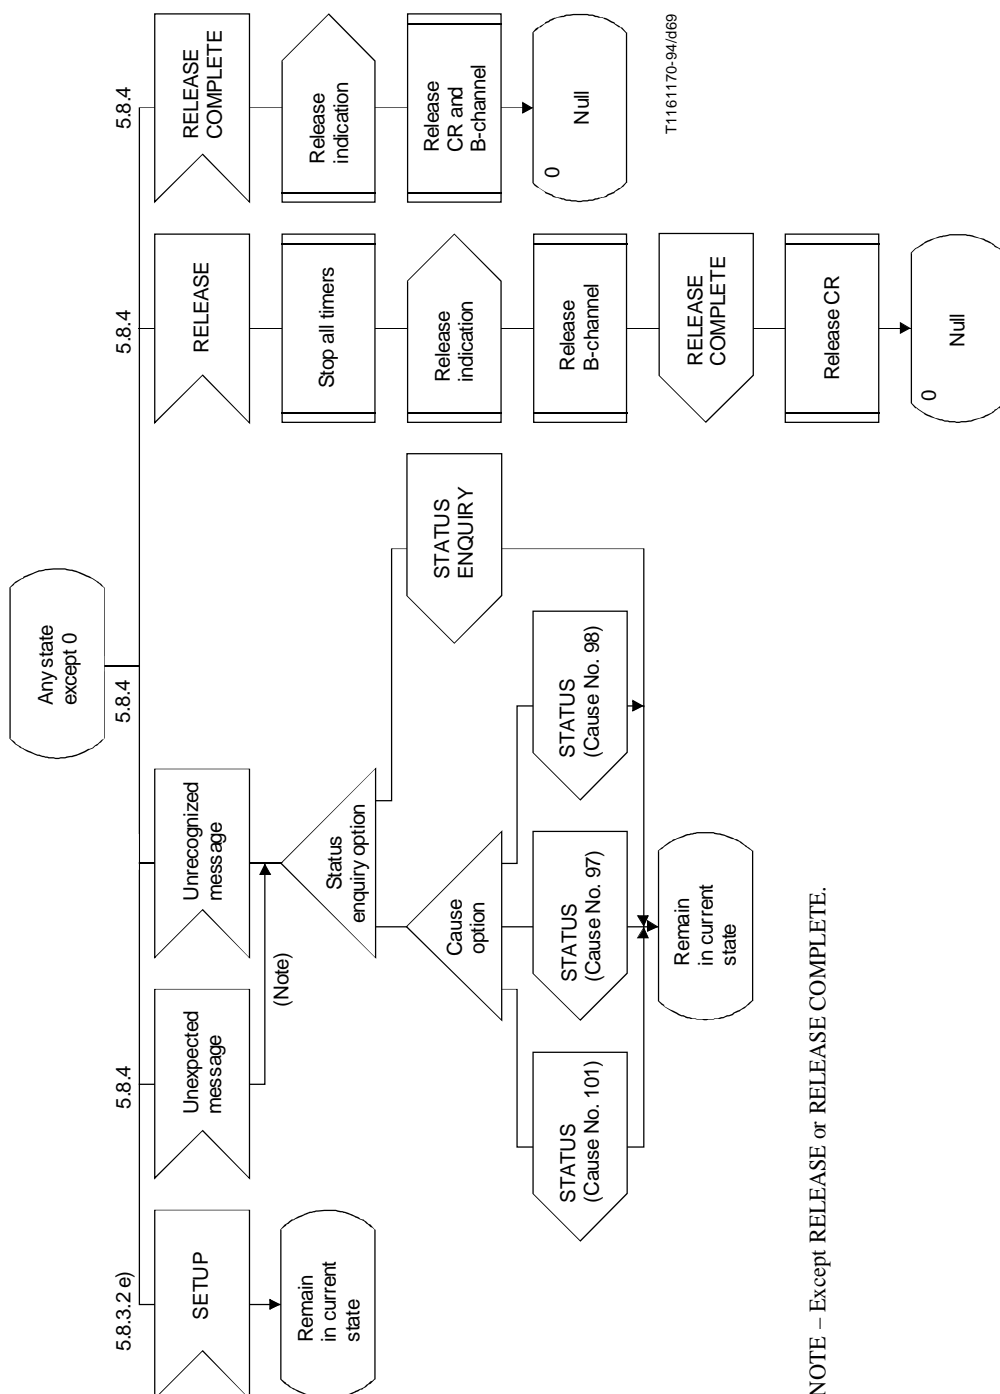 Any state
except 0
5.8.3.2 e)
5.8.4
5.8.4
5.8.4
5.8.4
SETUP
Unexpected
message
Unrecognized
message
RELEASE
RELEASE
COMPLETE
Remain
in current
state
(Note)
Status
enquiry option
Stop all timers
Release
indication
Cause
option
STATUS
ENQUIRY
Release
indication
Release
CR and
B-channel
STATUS
(Cause No. 101)
STATUS
(Cause No. 97)
STATUS
(Cause No. 98)
Release
B-channel
0
Null
Remain
in current
state
RELEASE
COMPLETE
T1161170-94/d69
Release CR
0
Null
NOTE – Except RELEASE or RELEASE COMPLETE.